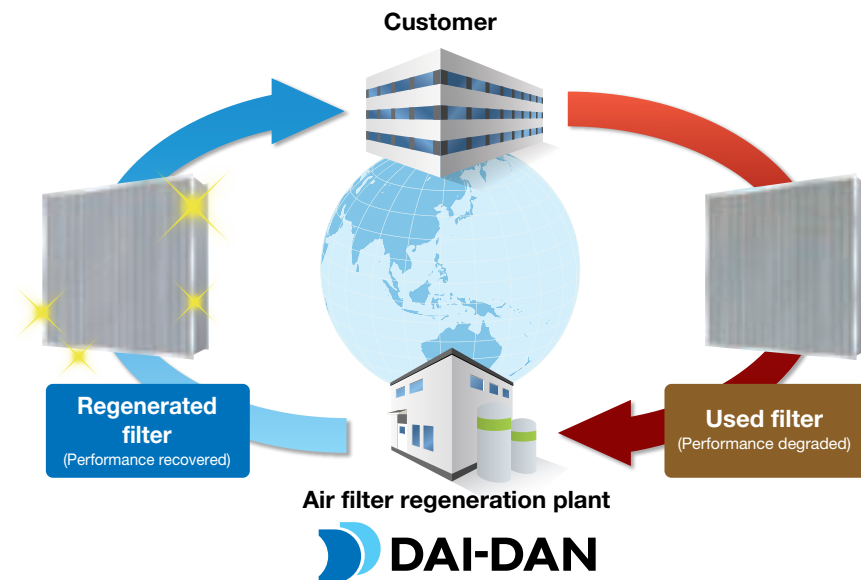 Customer
Regenerated
filter
(Performance recovered)
Used filter
(Performance degraded)
Air filter regeneration plant
DAI-DAN